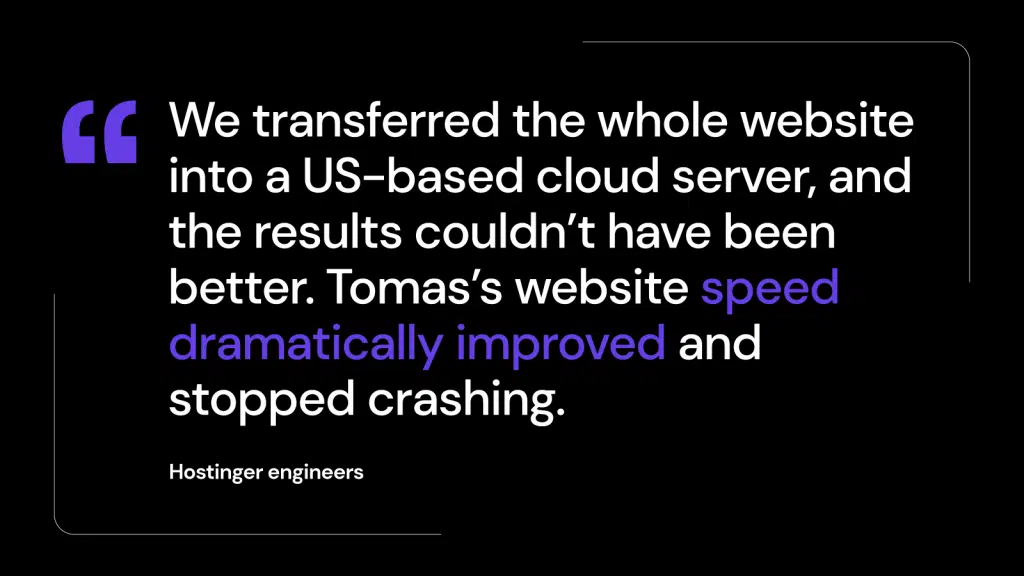 “
We transferred the whole website
into a US-based cloud server, and
the results couldn’t have been
better. Tomas’s website speed
dramatically improved and
stopped crashing.
Hostinger engineers